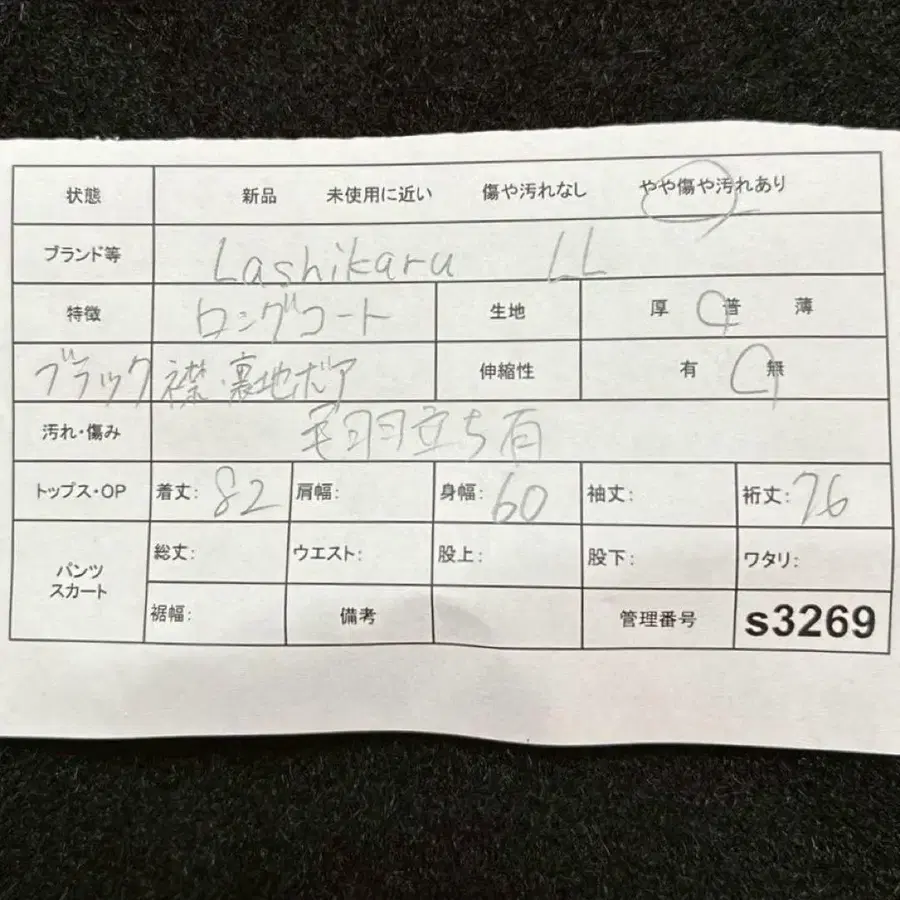 状態 新品 未使用に近い 傷や汚れなし やや傷や汚れあり
ブランド等 Lashikaru LL
特徴 ロングコート 生地 厚 普 薄
ブラック 襟・裏地ボア 伸縮性 有 無
汚れ・傷み 毛羽立ち有
トップス・OP 着丈: 82 肩幅: 身幅: 60 袖丈: 裄丈: 76
パンツ スカート 総丈: ウエスト: 股上: 股下: ワタリ:
裾幅: 備考 管理番号 s3269